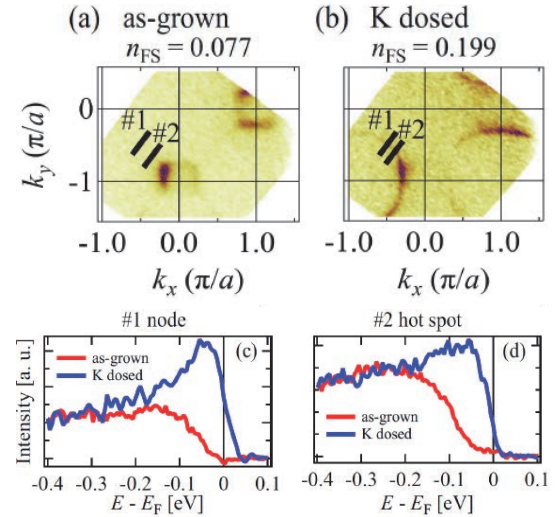 (a) as-grown (b) K dosed
n_FS = 0.077 n_FS = 0.199
#1
#2
0
-1
k_y (π/a)
-1.0 0.0 1.0
k_x (π/a)
#1
#2
-1.0 0.0 1.0
k_x (π/a)
#1 node
as-grown
K dosed
(c)
Intensity [a. u.]
-0.4 -0.3 -0.2 -0.1 0 0.1
E - E_F [eV]
#2 hot spot
(d)
as-grown
K dosed
-0.4 -0.3 -0.2 -0.1 0 0.1
E - E_F [eV]